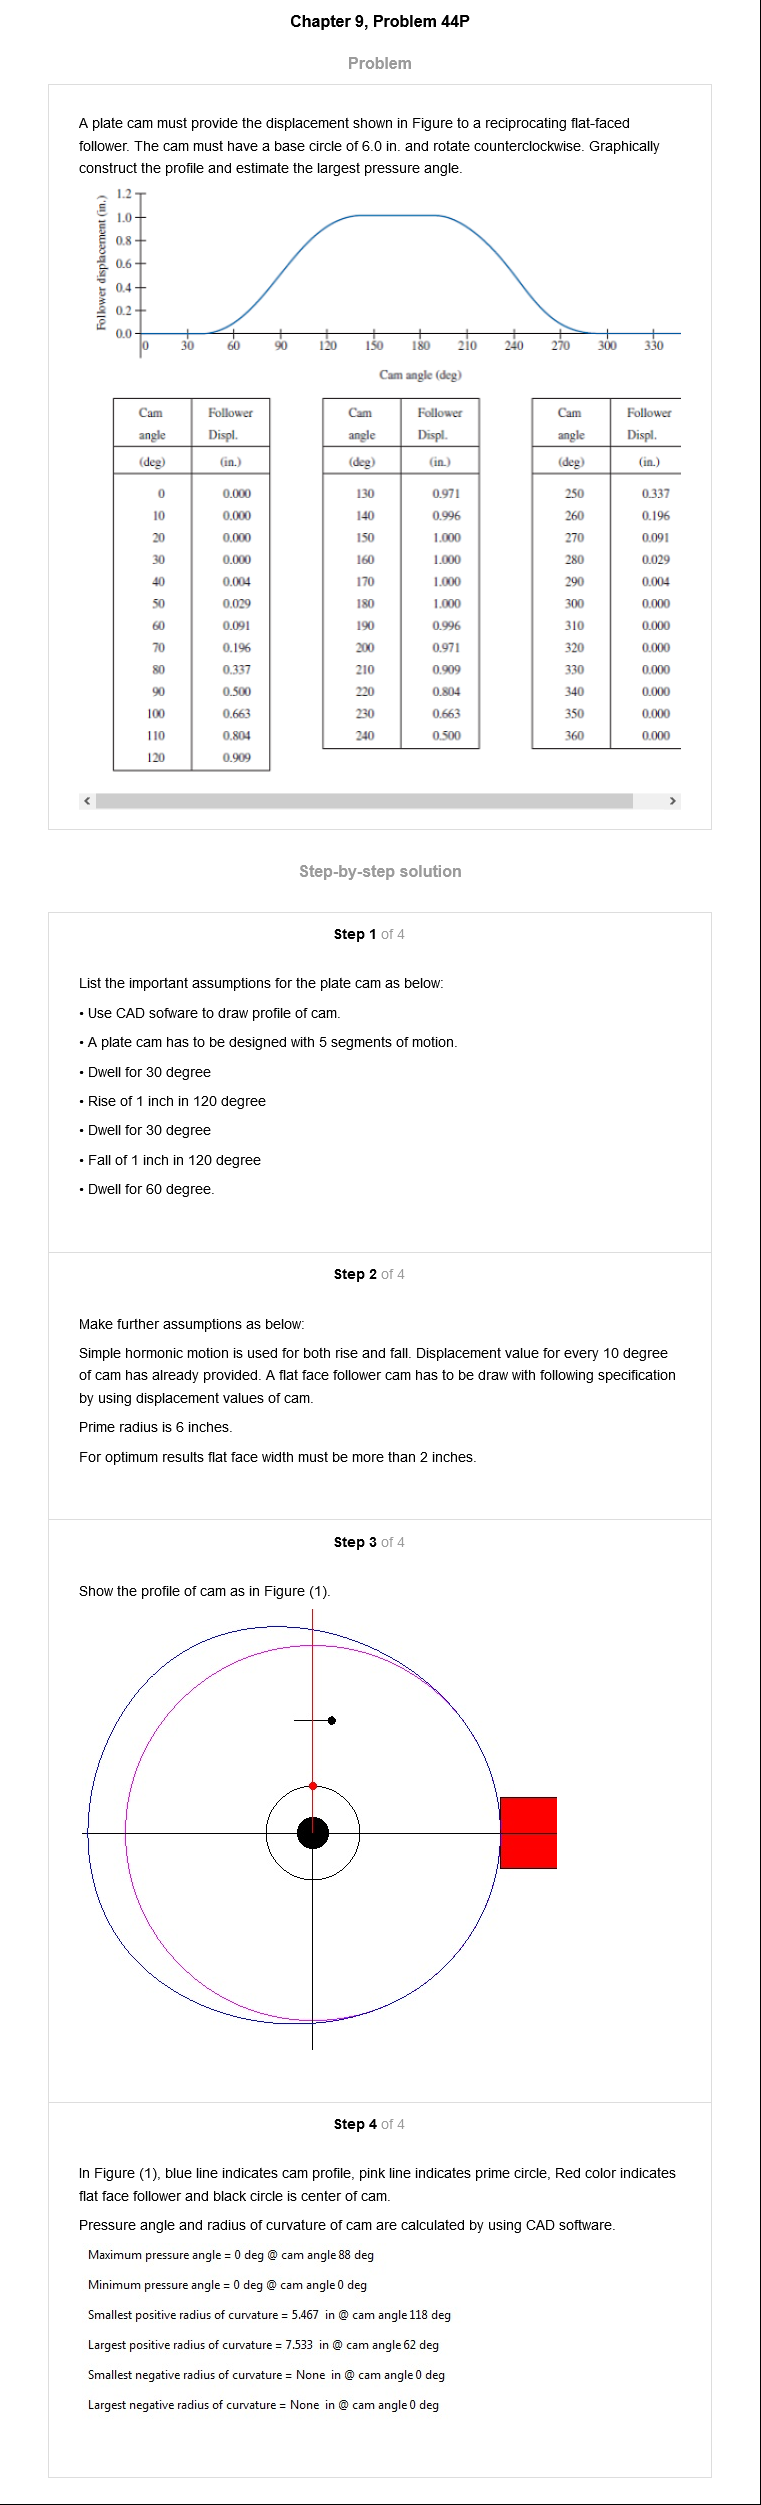 Chapter 9, Problem 44P
Problem
A plate cam must provide the displacement shown in Figure to a reciprocating flat-faced
follower. The cam must have a base circle of 6.0 in. and rotate counterclockwise. Graphically
construct the profile and estimate the largest pressure angle.
Follower displacement (in.)
1.2
1.0
0.8
0.6
0.4
0.2
0.0
0 30 60 90 120 150 180 210 240 270 300 330
Cam angle (deg)
Cam Follower Cam Follower Cam Follower
angle Displ. angle Displ. angle Displ.
(deg) (in.) (deg) (in.) (deg) (in.)
0 0.000 130 0.971 250 0.337
10 0.000 140 0.996 260 0.196
20 0.000 150 1.000 270 0.091
30 0.000 160 1.000 280 0.029
40 0.004 170 1.000 290 0.004
50 0.029 180 1.000 300 0.000
60 0.091 190 0.996 310 0.000
70 0.196 200 0.971 320 0.000
80 0.337 210 0.909 330 0.000
90 0.500 220 0.804 340 0.000
100 0.663 230 0.663 350 0.000
110 0.804 240 0.500 360 0.000
120 0.909
Step-by-step solution
Step 1 of 4
List the important assumptions for the plate cam as below:
• Use CAD sofware to draw profile of cam.
• A plate cam has to be designed with 5 segments of motion.
• Dwell for 30 degree
• Rise of 1 inch in 120 degree
• Dwell for 30 degree
• Fall of 1 inch in 120 degree
• Dwell for 60 degree.
Step 2 of 4
Make further assumptions as below:
Simple hormonic motion is used for both rise and fall. Displacement value for every 10 degree
of cam has already provided. A flat face follower cam has to be draw with following specification
by using displacement values of cam.
Prime radius is 6 inches.
For optimum results flat face width must be more than 2 inches.
Step 3 of 4
Show the profile of cam as in Figure (1).
Step 4 of 4
In Figure (1), blue line indicates cam profile, pink line indicates prime circle, Red color indicates
flat face follower and black circle is center of cam.
Pressure angle and radius of curvature of cam are calculated by using CAD software.
Maximum pressure angle = 0 deg @ cam angle 88 deg
Minimum pressure angle = 0 deg @ cam angle 0 deg
Smallest positive radius of curvature = 5.467 in @ cam angle 118 deg
Largest positive radius of curvature = 7.533 in @ cam angle 62 deg
Smallest negative radius of curvature = None in @ cam angle 0 deg
Largest negative radius of curvature = None in @ cam angle 0 deg